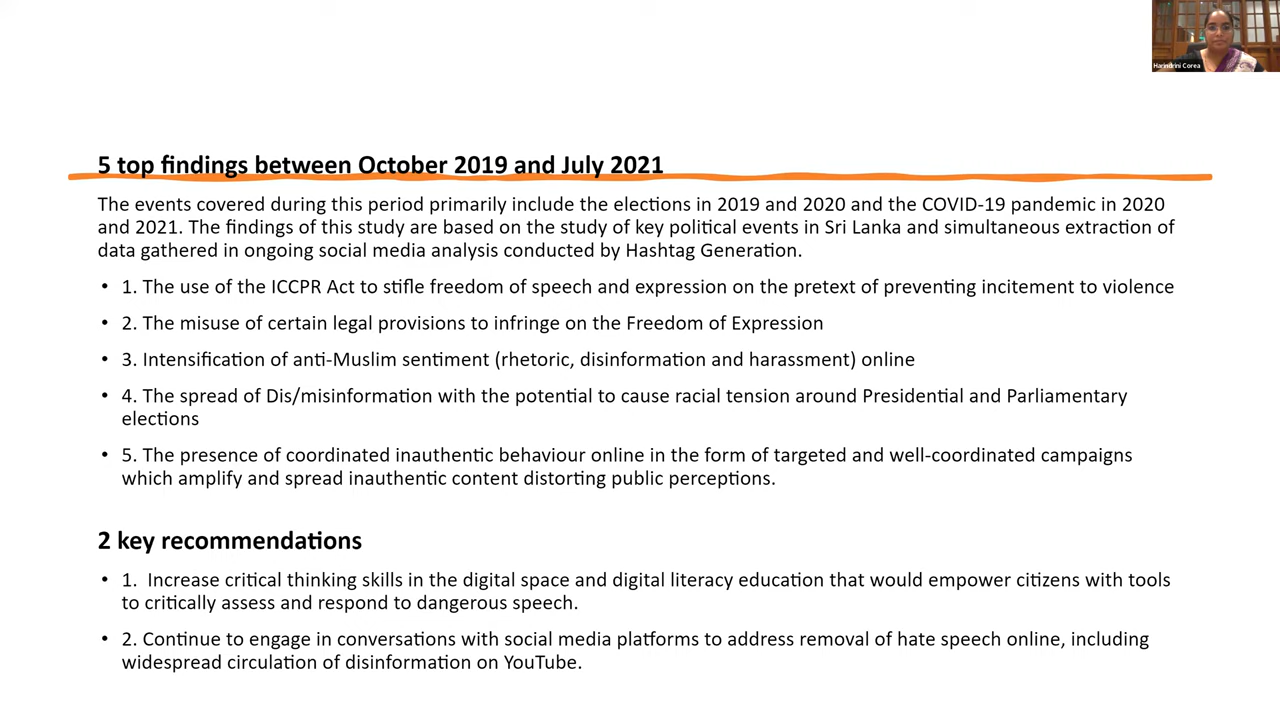 Harindrini Corea
5 top findings between October 2019 and July 2021
The events covered during this period primarily include the elections in 2019 and 2020 and the COVID-19 pandemic in 2020
and 2021. The findings of this study are based on the study of key political events in Sri Lanka and simultaneous extraction of
data gathered in ongoing social media analysis conducted by Hashtag Generation.
• 1. The use of the ICCPR Act to stifle freedom of speech and expression on the pretext of preventing incitement to violence
• 2. The misuse of certain legal provisions to infringe on the Freedom of Expression
• 3. Intensification of anti-Muslim sentiment (rhetoric, disinformation and harassment) online
• 4. The spread of Dis/misinformation with the potential to cause racial tension around Presidential and Parliamentary
elections
• 5. The presence of coordinated inauthentic behaviour online in the form of targeted and well-coordinated campaigns
which amplify and spread inauthentic content distorting public perceptions.
2 key recommendations
• 1. Increase critical thinking skills in the digital space and digital literacy education that would empower citizens with tools
to critically assess and respond to dangerous speech.
• 2. Continue to engage in conversations with social media platforms to address removal of hate speech online, including
widespread circulation of disinformation on YouTube.